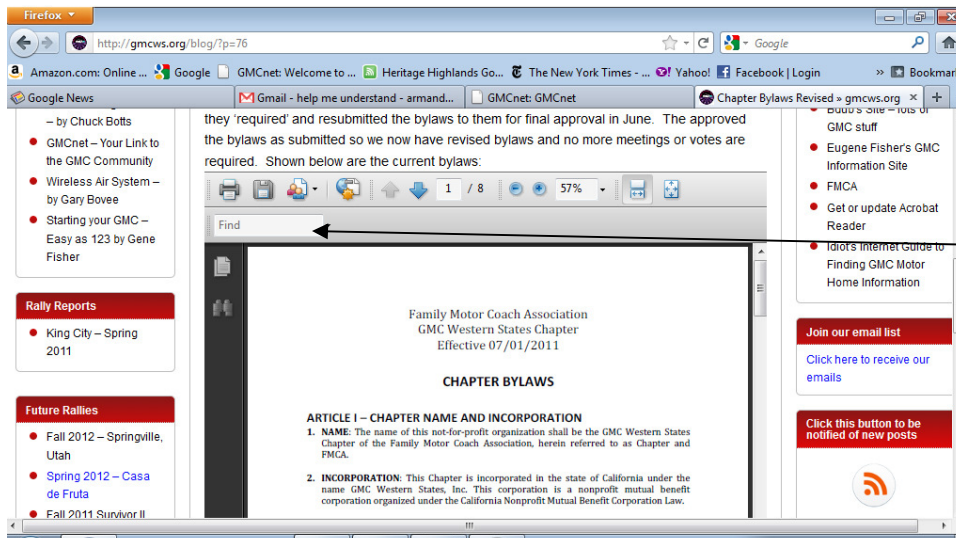 Firefox
http://gmcws.org/blog/?p=76
Google
Amazon.com: Online ...
Google
GMCnet: Welcome to ...
Heritage Highlands Go...
The New York Times - ...
Yahoo!
Facebook | Login
»
Bookmar
Google News
Gmail - help me understand - armand...
GMCnet: GMCnet
Chapter Bylaws Revised » gmcws.org
– by Chuck Botts
GMCnet – Your Link to
the GMC Community
Wireless Air System –
by Gary Bovee
Starting your GMC –
Easy as 123 by Gene
Fisher
Rally Reports
King City – Spring
2011
Future Rallies
Fall 2012 – Springville,
Utah
Spring 2012 – Casa
de Fruta
Fall 2011 Survivor II
they 'required' and resubmitted the bylaws to them for final approval in June. The approved
the bylaws as submitted so we now have revised bylaws and no more meetings or votes are
required. Shown below are the current bylaws:
1 / 8
57%
Find
Family Motor Coach Association
GMC Western States Chapter
Effective 07/01/2011
CHAPTER BYLAWS
ARTICLE I – CHAPTER NAME AND INCORPORATION
1. NAME: The name of this not-for-profit organization shall be the GMC Western States
Chapter of the Family Motor Coach Association, herein referred to as Chapter and
FMCA.
2. INCORPORATION: This Chapter is incorporated in the state of California under the
name GMC Western States, Inc. This corporation is a nonprofit mutual benefit
corporation organized under the California Nonprofit Mutual Benefit Corporation Law.
Site – lots of
GMC stuff
Eugene Fisher's GMC
Information Site
FMCA
Get or update Acrobat
Reader
Idiot's Internet Guide to
Finding GMC Motor
Home Information
Join our email list
Click here to receive our
emails
Click this button to be
notified of new posts